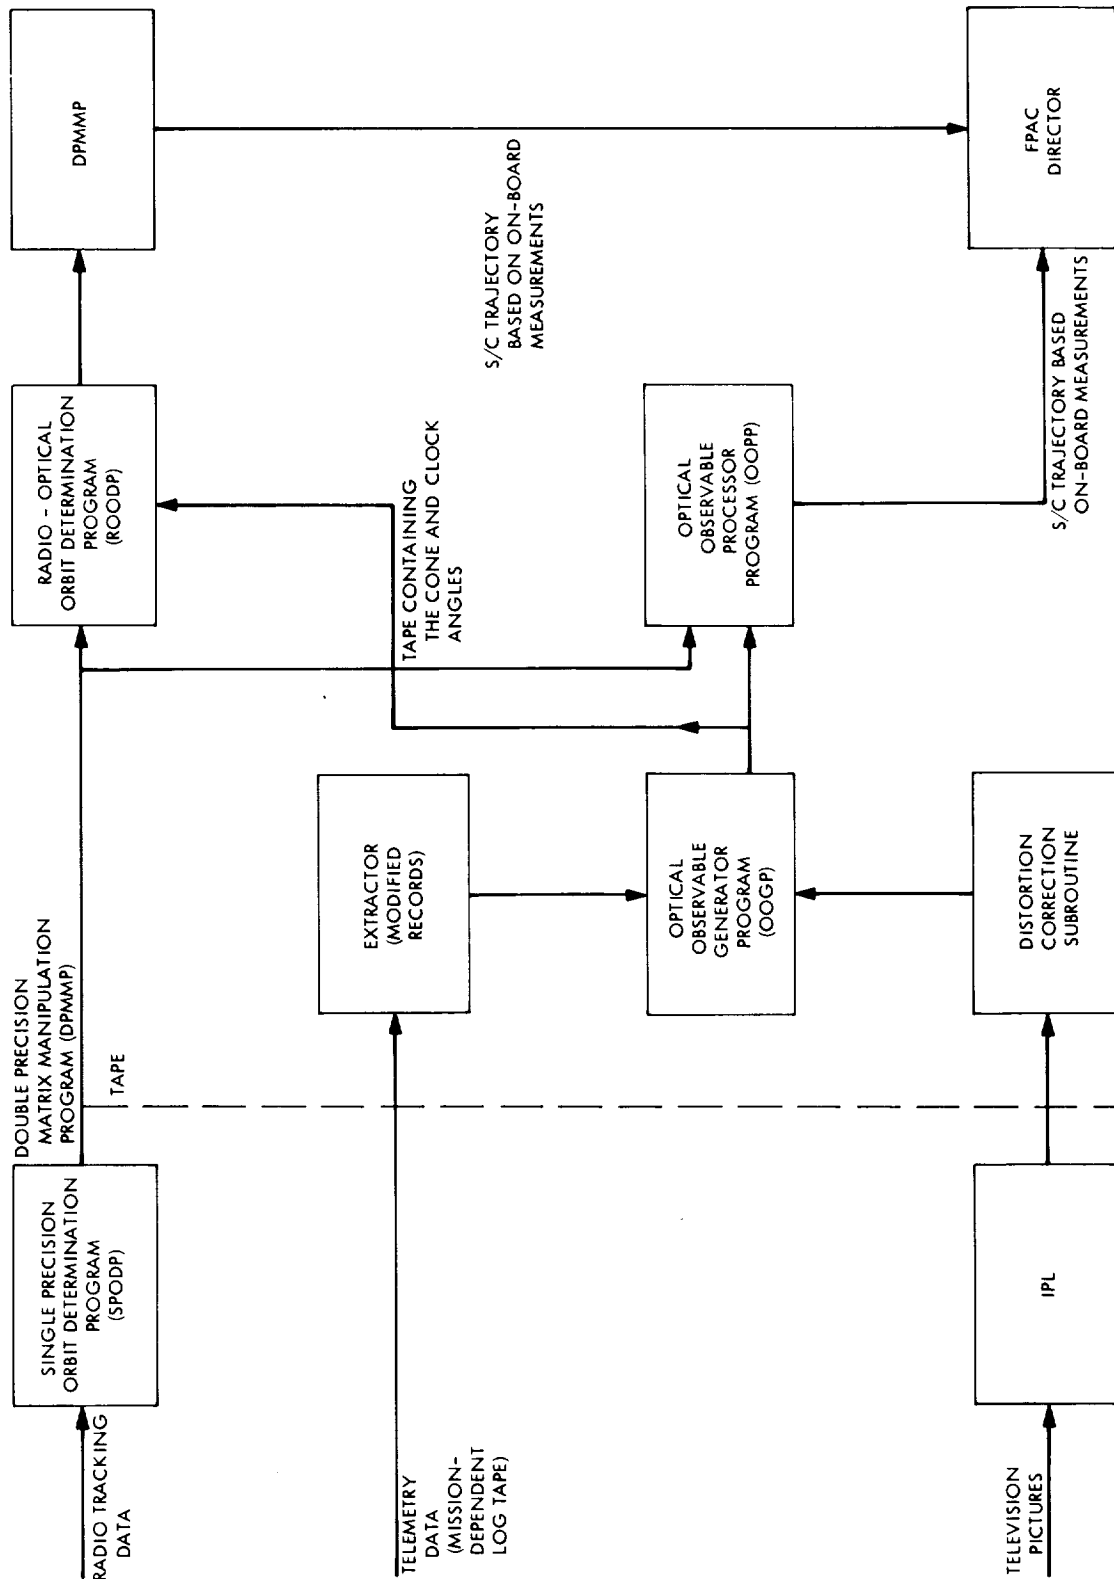 RADIO TRACKING
DATA
SINGLE PRECISION
ORBIT DETERMINATION
PROGRAM
(SPODP)
DOUBLE PRECISION
MATRIX MANIPULATION
PROGRAM (DPMMP)
TAPE
RADIO - OPTICAL
ORBIT DETERMINATION
PROGRAM
(ROODP)
DPMMP
TELEMETRY
DATA
(MISSION-
DEPENDENT
LOG TAPE)
EXTRACTOR
(MODIFIED
RECORDS)
TAPE CONTAINING
THE CONE AND CLOCK
ANGLES
S/C TRAJECTORY
BASED ON ON-BOARD
MEASUREMENTS
OPTICAL
OBSERVABLE
GENERATOR
PROGRAM
(OOGP)
OPTICAL
OBSERVABLE
PROCESSOR
PROGRAM (OOPP)
TELEVISION
PICTURES
IPL
DISTORTION
CORRECTION
SUBROUTINE
S/C TRAJECTORY BASED
ON-BOARD MEASUREMENTS
FPAC
DIRECTOR